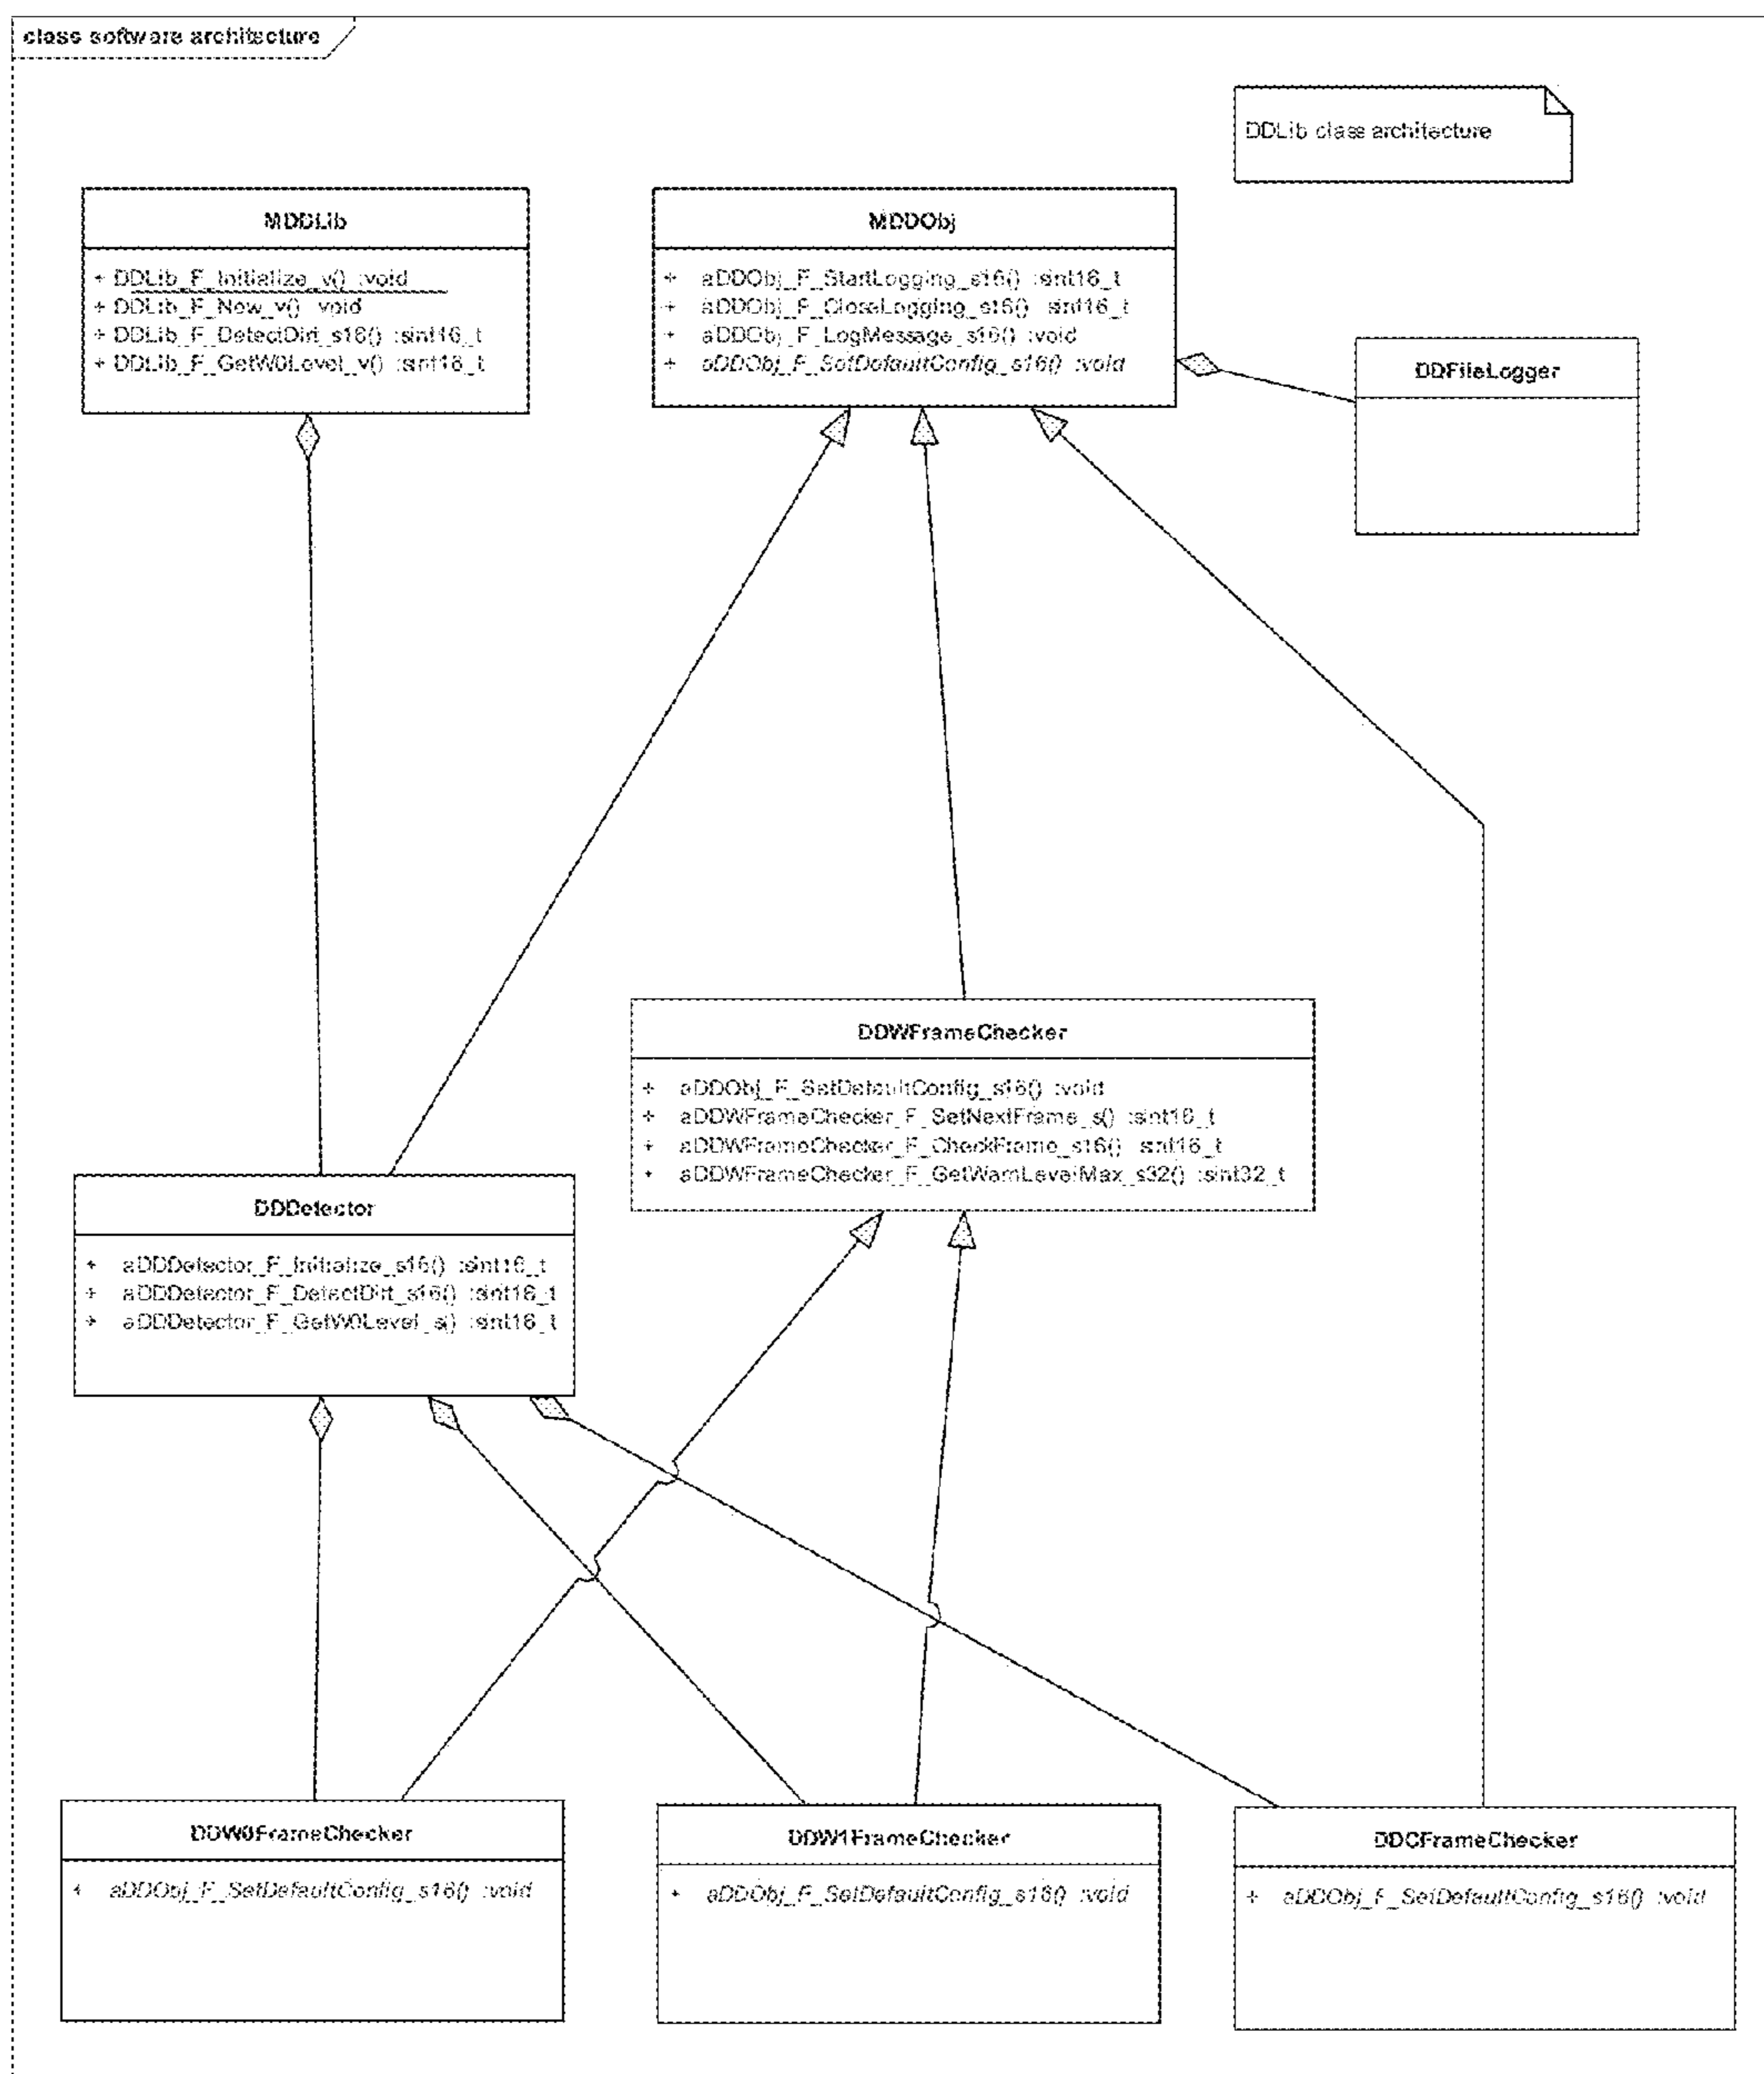 class software architecture
DDLib class architecture
MDDLib
+ DDLib_F_Initialize_v() :void
+ DDLib_F_New_v() :void
+ DDLib_F_DetectDirt_s16() :sint16_t
+ DDLib_F_GetW0Level_v() :sint16_t
MDDObj
+ aDDObj_F_StartLogging_s16() :sint16_t
+ aDDObj_F_CloseLogging_s16() :sint16_t
+ aDDObj_F_LogMessage_s16() :void
+ aDDObj_F_SetDefaultConfig_s16() :void
DDFileLogger
DDWFrameChecker
+ aDDObj_F_SetDefaultConfig_s16() :void
+ aDDWFrameChecker_F_SetNextFrame_s() :sint16_t
+ aDDWFrameChecker_F_CheckFrame_s16() :sint16_t
+ aDDWFrameChecker_F_GetWarnLevelMax_s32() :sint32_t
DDDetector
+ aDDDetector_F_Initialize_s16() :sint16_t
+ aDDDetector_F_DetectDirt_s16() :sint16_t
+ aDDDetector_F_GetW0Level_s() :sint16_t
DDW0FrameChecker
+ aDDObj_F_SetDefaultConfig_s16() :void
DDW1FrameChecker
+ aDDObj_F_SetDefaultConfig_s16() :void
DDCFrameChecker
+ aDDObj_F_SetDefaultConfig_s16() :void